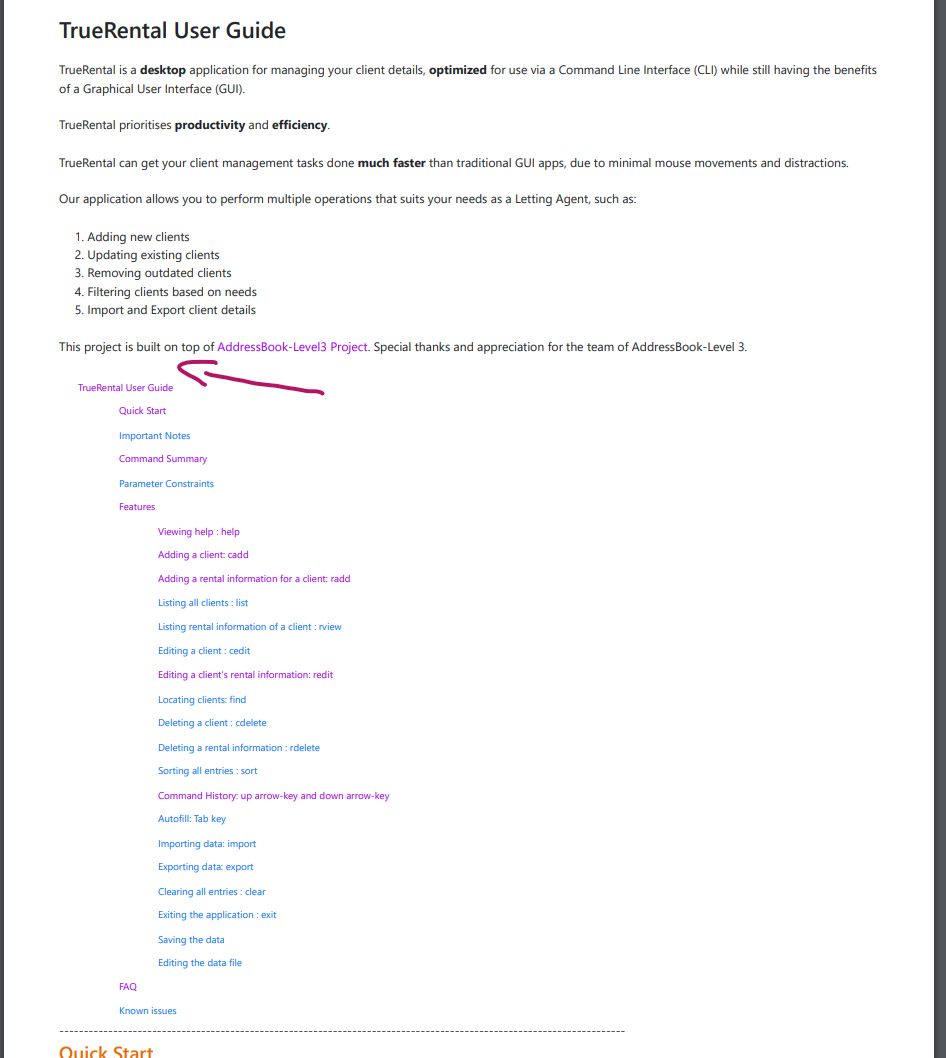 TrueRental User Guide
TrueRental is a desktop application for managing your client details, optimized for use via a Command Line Interface (CLI) while still having the benefits
of a Graphical User Interface (GUI).
TrueRental prioritises productivity and efficiency.
TrueRental can get your client management tasks done much faster than traditional GUI apps, due to minimal mouse movements and distractions.
Our application allows you to perform multiple operations that suits your needs as a Letting Agent, such as:
1. Adding new clients
2. Updating existing clients
3. Removing outdated clients
4. Filtering clients based on needs
5. Import and Export client details
This project is built on top of AddressBook-Level3 Project. Special thanks and appreciation for the team of AddressBook-Level 3.
TrueRental User Guide
Quick Start
Important Notes
Command Summary
Parameter Constraints
Features
Viewing help : help
Adding a client: cadd
Adding a rental information for a client: radd
Listing all clients : list
Listing rental information of a client : rview
Editing a client : cedit
Editing a client's rental information: redit
Locating clients: find
Deleting a client : cdelete
Deleting a rental information : rdelete
Sorting all entries : sort
Command History: up arrow-key and down arrow-key
Autofill: Tab key
Importing data: import
Exporting data: export
Clearing all entries : clear
Exiting the application : exit
Saving the data
Editing the data file
FAQ
Known issues
Quick Start